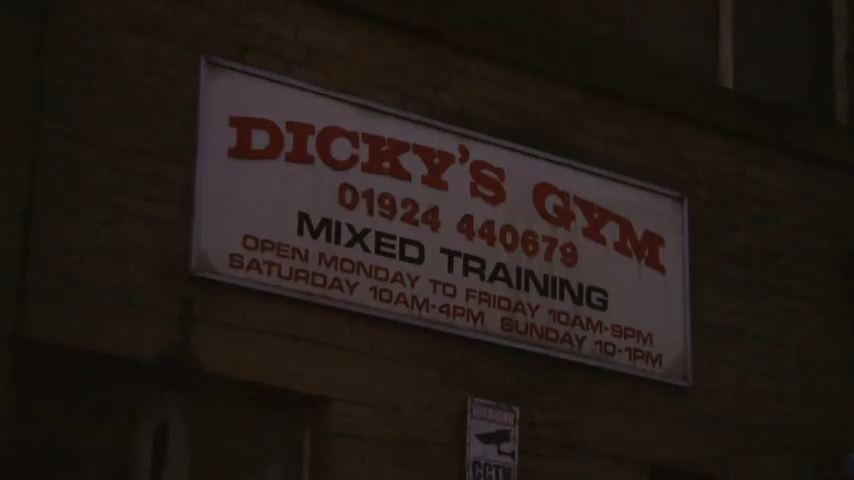 DICKY'S GYM
01924 440679
MIXED TRAINING
OPEN MONDAY TO FRIDAY 10AM-9PM
SATURDAY 10AM-4PM SUNDAY 10-1PM
WARNING
CCTV